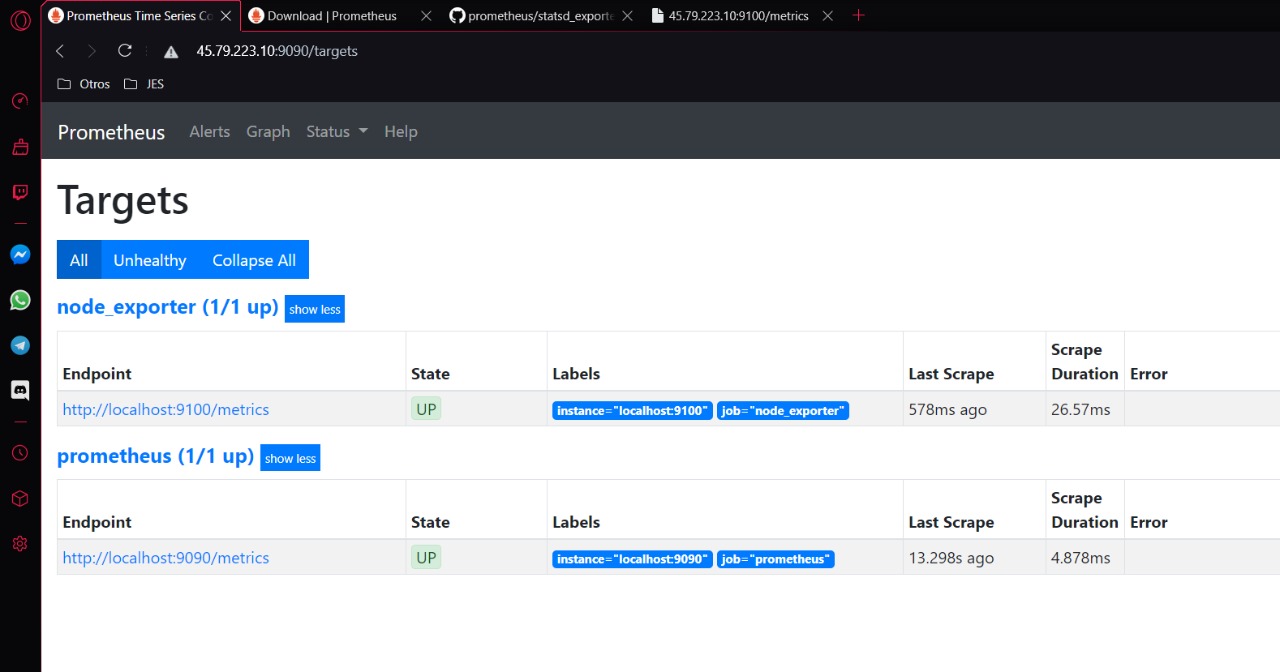 Prometheus Time Series Co
Download | Prometheus
prometheus/statsd_exporte
45.79.223.10:9100/metrics
45.79.223.10:9090/targets
Otros
JES
Prometheus Alerts Graph Status Help
Targets
All Unhealthy Collapse All
node_exporter (1/1 up) show less
Endpoint State Labels Last Scrape Scrape Duration Error
http://localhost:9100/metrics UP instance="localhost:9100" job="node_exporter" 578ms ago 26.57ms
prometheus (1/1 up) show less
Endpoint State Labels Last Scrape Scrape Duration Error
http://localhost:9090/metrics UP instance="localhost:9090" job="prometheus" 13.298s ago 4.878ms